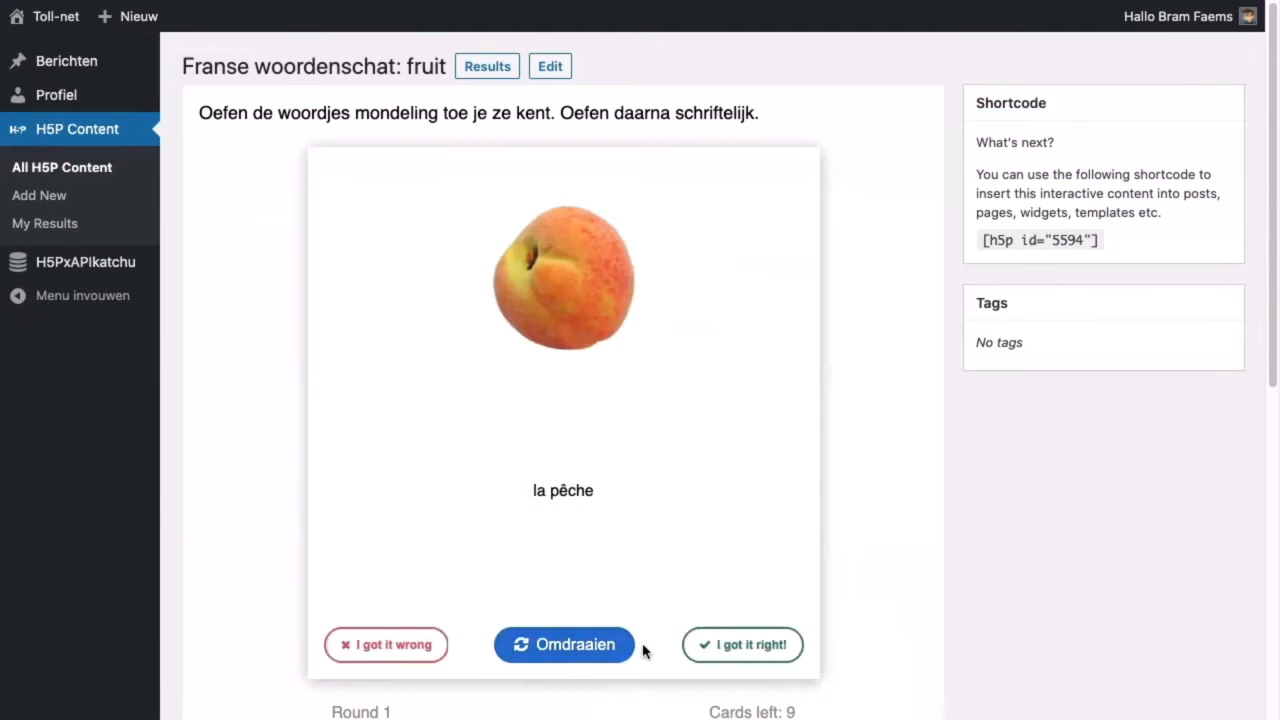 Toll-net
Nieuw
Hallo Bram Faems
Berichten
Profiel
H5P Content
All H5P Content
Add New
My Results
H5PxAPIkatchu
Menu invouwen
Franse woordenschat: fruit
Results
Edit
Oefen de woordjes mondeling toe je ze kent. Oefen daarna schriftelijk.
la pêche
I got it wrong
Omdraaien
I got it right!
Round 1
Cards left: 9
Shortcode
What's next?
You can use the following shortcode to
insert this interactive content into posts,
pages, widgets, templates etc.
[h5p id="5594"]
Tags
No tags